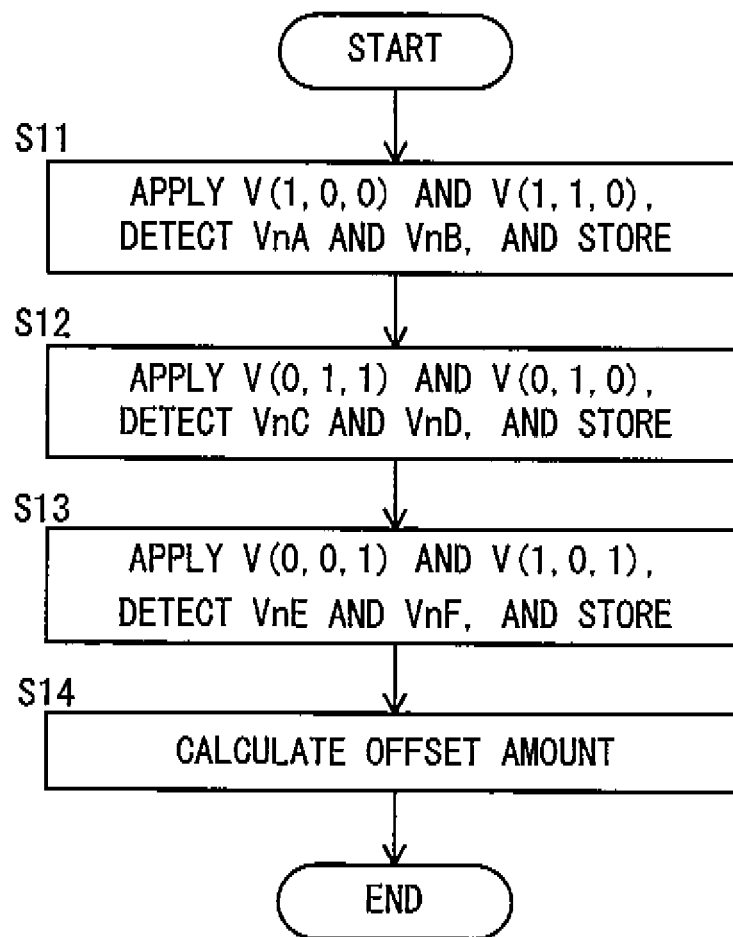 START
S11
APPLY V(1,0,0) AND V(1,1,0),
DETECT VnA AND VnB, AND STORE
S12
APPLY V(0,1,1) AND V(0,1,0),
DETECT VnC AND VnD, AND STORE
S13
APPLY V(0,0,1) AND V(1,0,1),
DETECT VnE AND VnF, AND STORE
S14
CALCULATE OFFSET AMOUNT
END